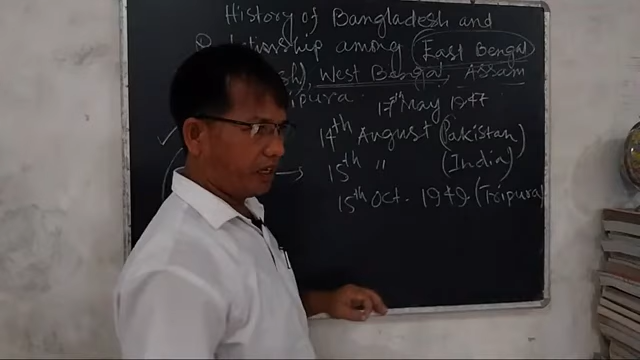 History of Bangladesh and
Relationship among East Bengal
West Bengal, Assam
17th May 1947
14th August (Pakistan)
15th " (India)
15th Oct. 1949. (Tripura)